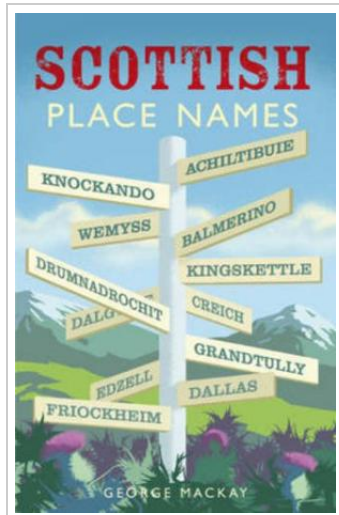 SCOTTISH
PLACE NAMES
ACHILTIBUIE
KNOCKANDO
WEMYSS
BALMERINO
DRUMNADROCHIT
KINGSKETTLE
CREICH
GRANDTULLY
EDZELL
DALLAS
FRIOCKHEIM
GEORGE MACKAY